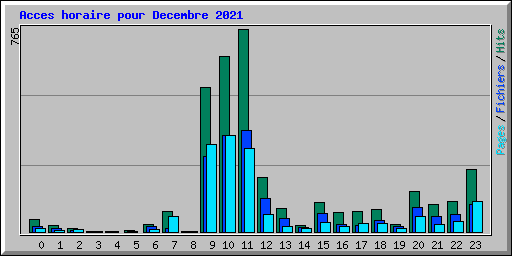 Acces horaire pour Decembre 2021
765
Pages / Fichiers / Hits
0 1 2 3 4 5 6 7 8 9 10 11 12 13 14 15 16 17 18 19 20 21 22 23